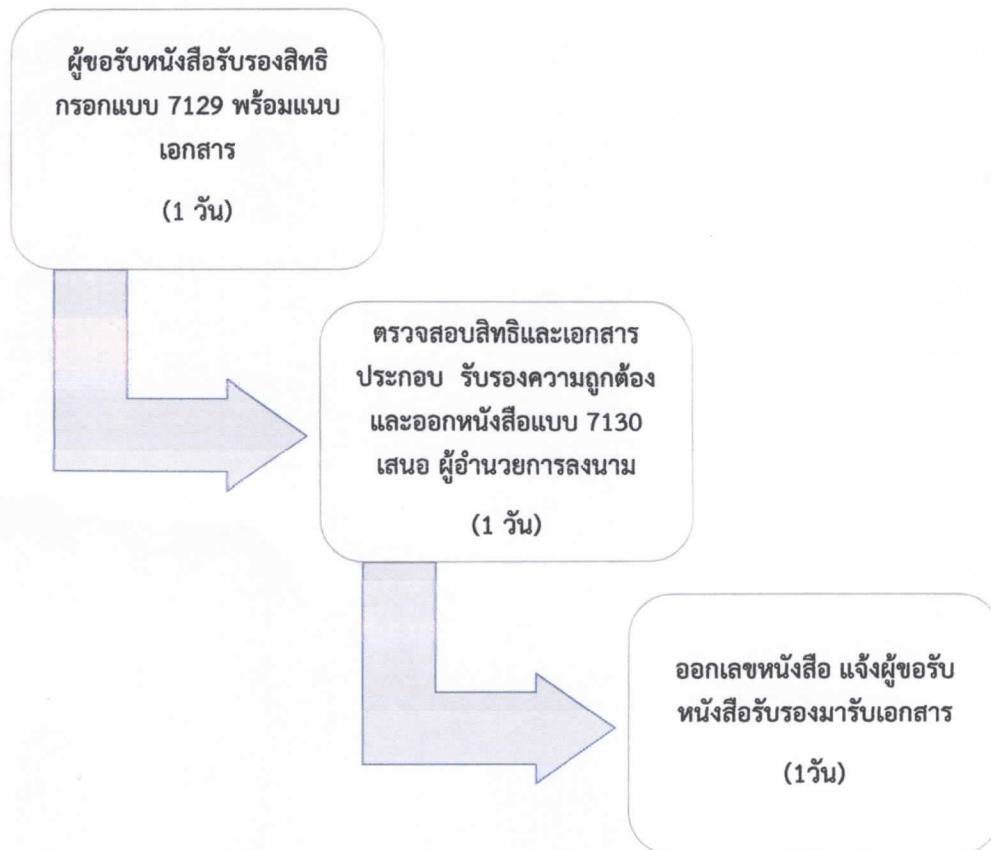 ผู้ขอรับหนังสือรับรองสิทธิ
กรอกแบบ 7129 พร้อมแนบ
เอกสาร
(1 วัน)
ตรวจสอบสิทธิและเอกสาร
ประกอบ รับรองความถูกต้อง
และออกหนังสือแบบ 7130
เสนอ ผู้อำนวยการลงนาม
(1 วัน)
ออกเลขหนังสือ แจ้งผู้ขอรับ
หนังสือรับรองมารับเอกสาร
(1วัน)